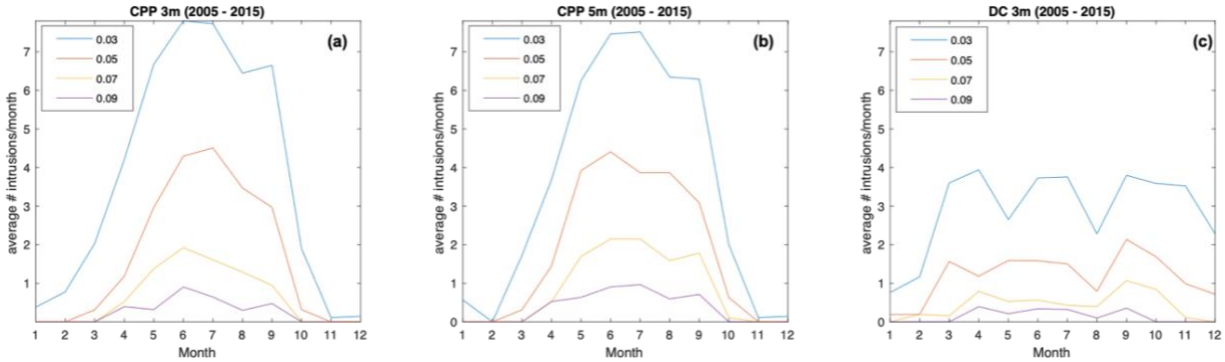 CPP 3m (2005 - 2015)
(a)
0.03
0.05
0.07
0.09
average # intrusions/month
7
6
5
4
3
2
1
0
1 2 3 4 5 6 7 8 9 10 11 12
Month
CPP 5m (2005 - 2015)
(b)
0.03
0.05
0.07
0.09
average # intrusions/month
7
6
5
4
3
2
1
0
1 2 3 4 5 6 7 8 9 10 11 12
Month
DC 3m (2005 - 2015)
(c)
0.03
0.05
0.07
0.09
average # intrusions/month
7
6
5
4
3
2
1
0
1 2 3 4 5 6 7 8 9 10 11 12
Month